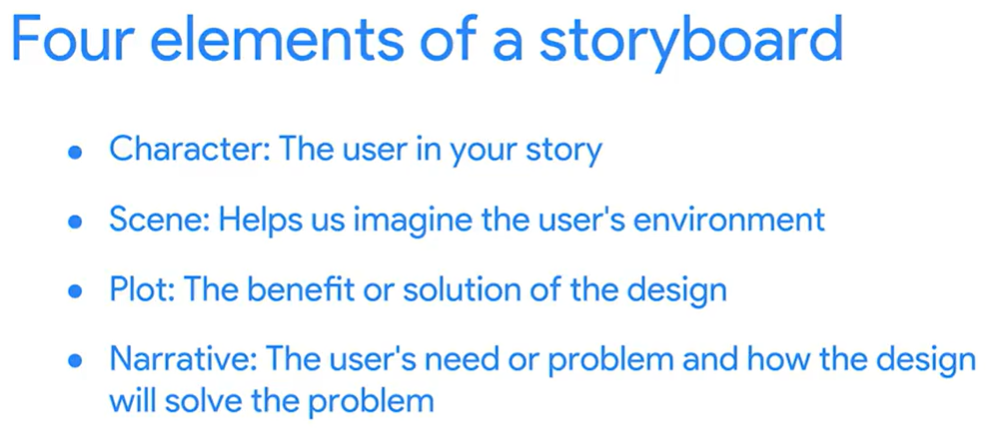 Four elements of a storyboard
• Character: The user in your story
• Scene: Helps us imagine the user's environment
• Plot: The benefit or solution of the design
• Narrative: The user's need or problem and how the design
will solve the problem